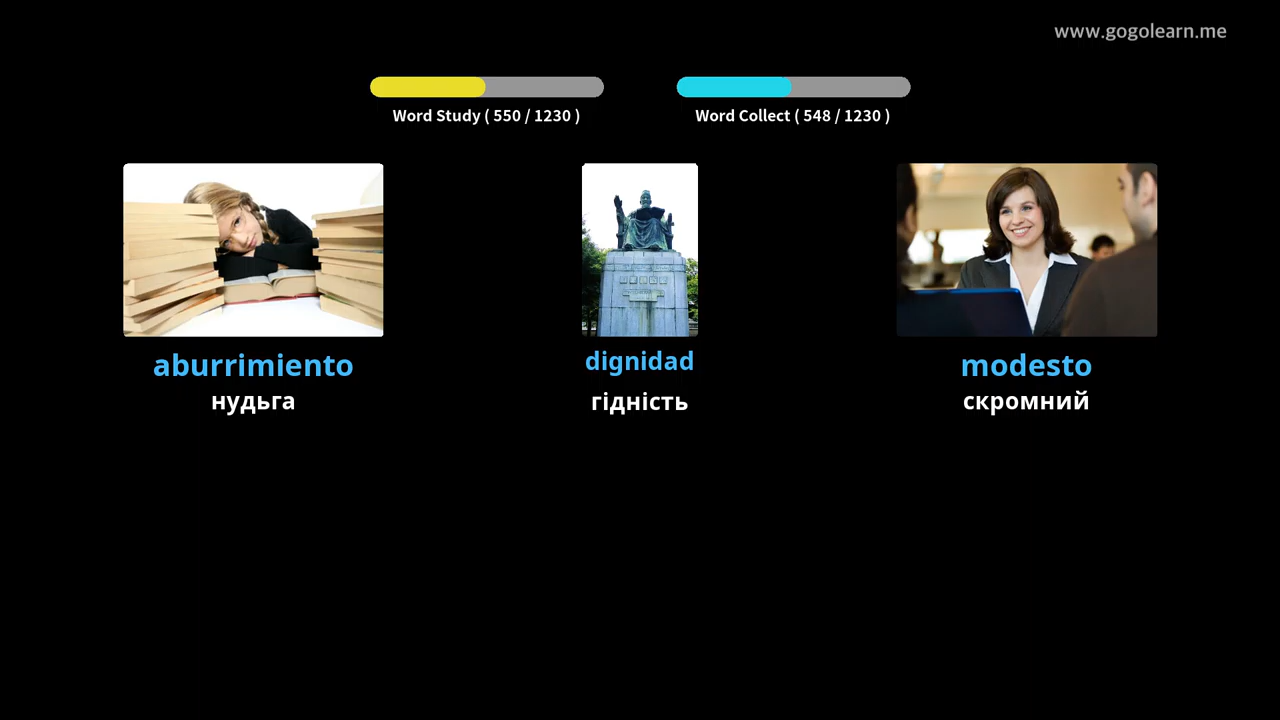 www.gogolearn.me
Word Study ( 550 / 1230 )
Word Collect ( 548 / 1230 )
aburrimiento
нудьга
dignidad
гідність
modesto
скромний